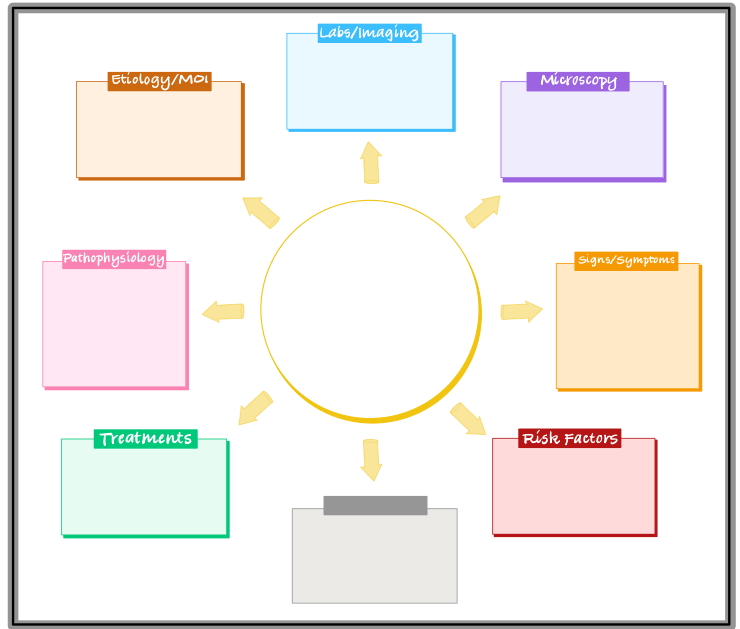 Labs/Imaging
Etiology/MOI
Microscopy
Pathophysiology
Signs/Symptoms
Treatments
Risk Factors